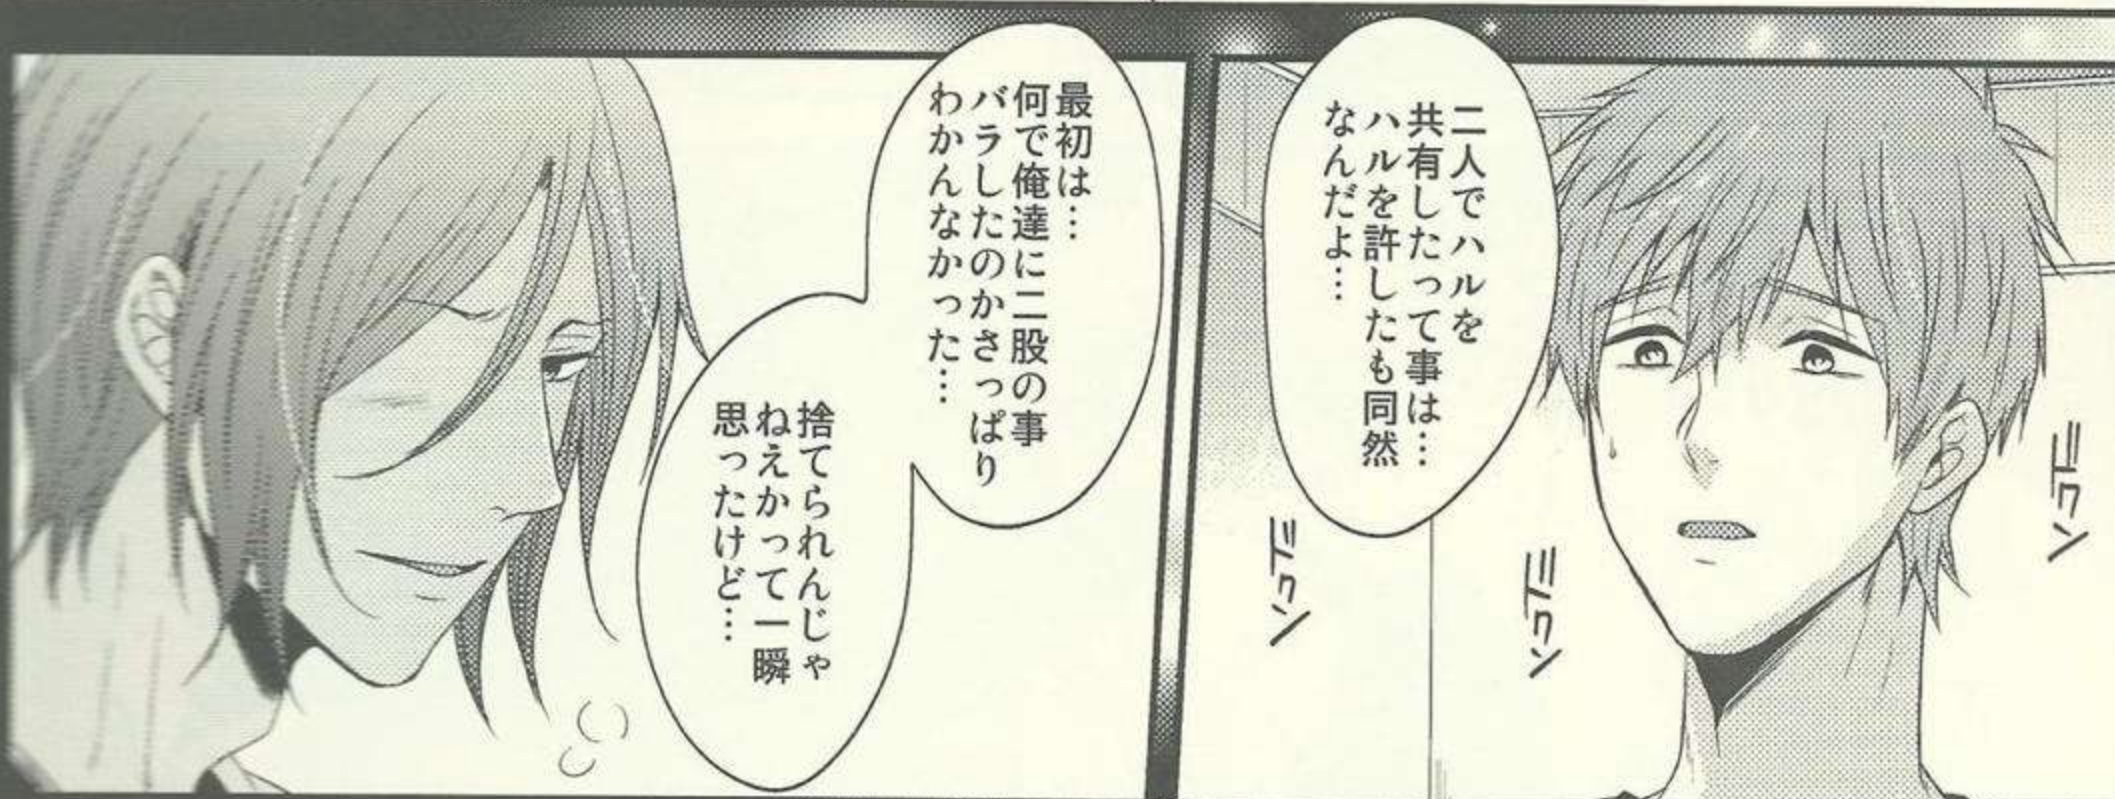 二人でハルを
共有したって事は…
ハルを許したも同然
なんだよ…
ドクン
ドクン
ドクン
最初は…
何で俺達に二股の事
バラしたのかさっぱり
わかんなかった…
捨てられんじゃ
ねえかって一瞬
思ったけど…